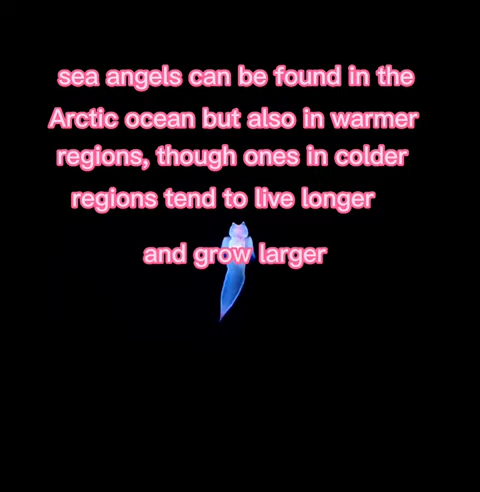 sea angels can be found in the
Arctic ocean but also in warmer
regions, though ones in colder
regions tend to live longer
and grow larger